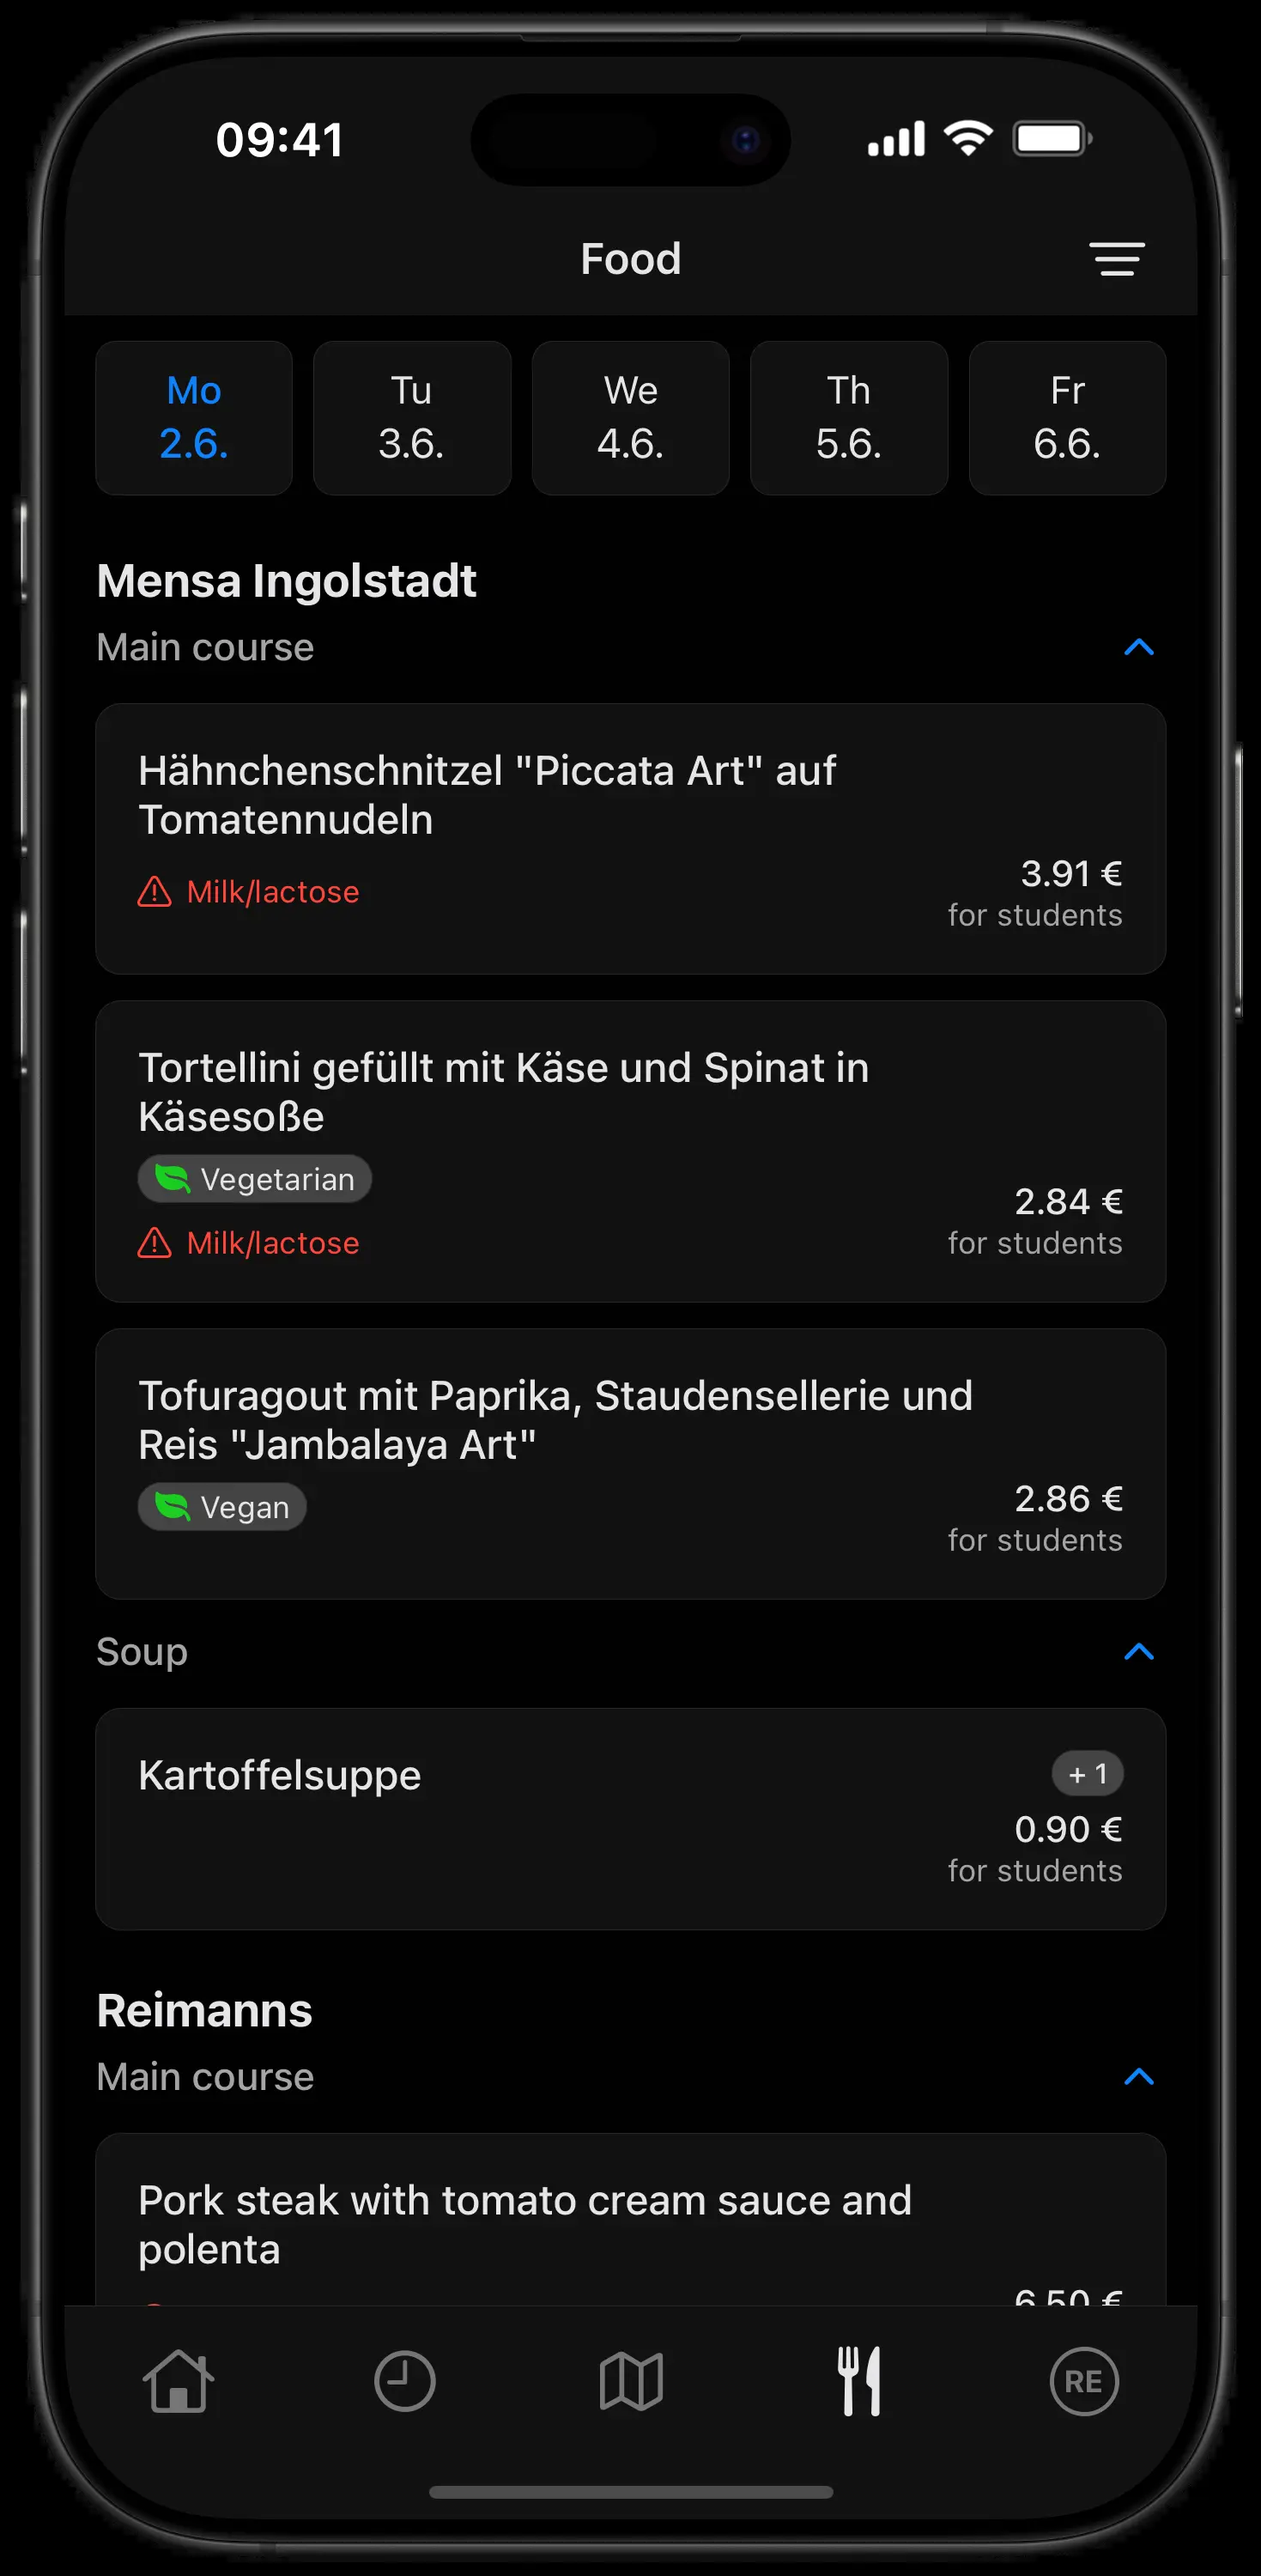 09:41
Food
Mo
2.6.
Tu
3.6.
We
4.6.
Th
5.6.
Fr
6.6.
Mensa Ingolstadt
Main course
Hähnchenschnitzel "Piccata Art" auf
Tomatennudeln
Milk/lactose
3.91 €
for students
Tortellini gefüllt mit Käse und Spinat in
Käsesoße
Vegetarian
Milk/lactose
2.84 €
for students
Tofuragout mit Paprika, Staudensellerie und
Reis "Jambalaya Art"
Vegan
2.86 €
for students
Soup
Kartoffelsuppe
+ 1
0.90 €
for students
Reimanns
Main course
Pork steak with tomato cream sauce and
polenta
6.50 €
RE